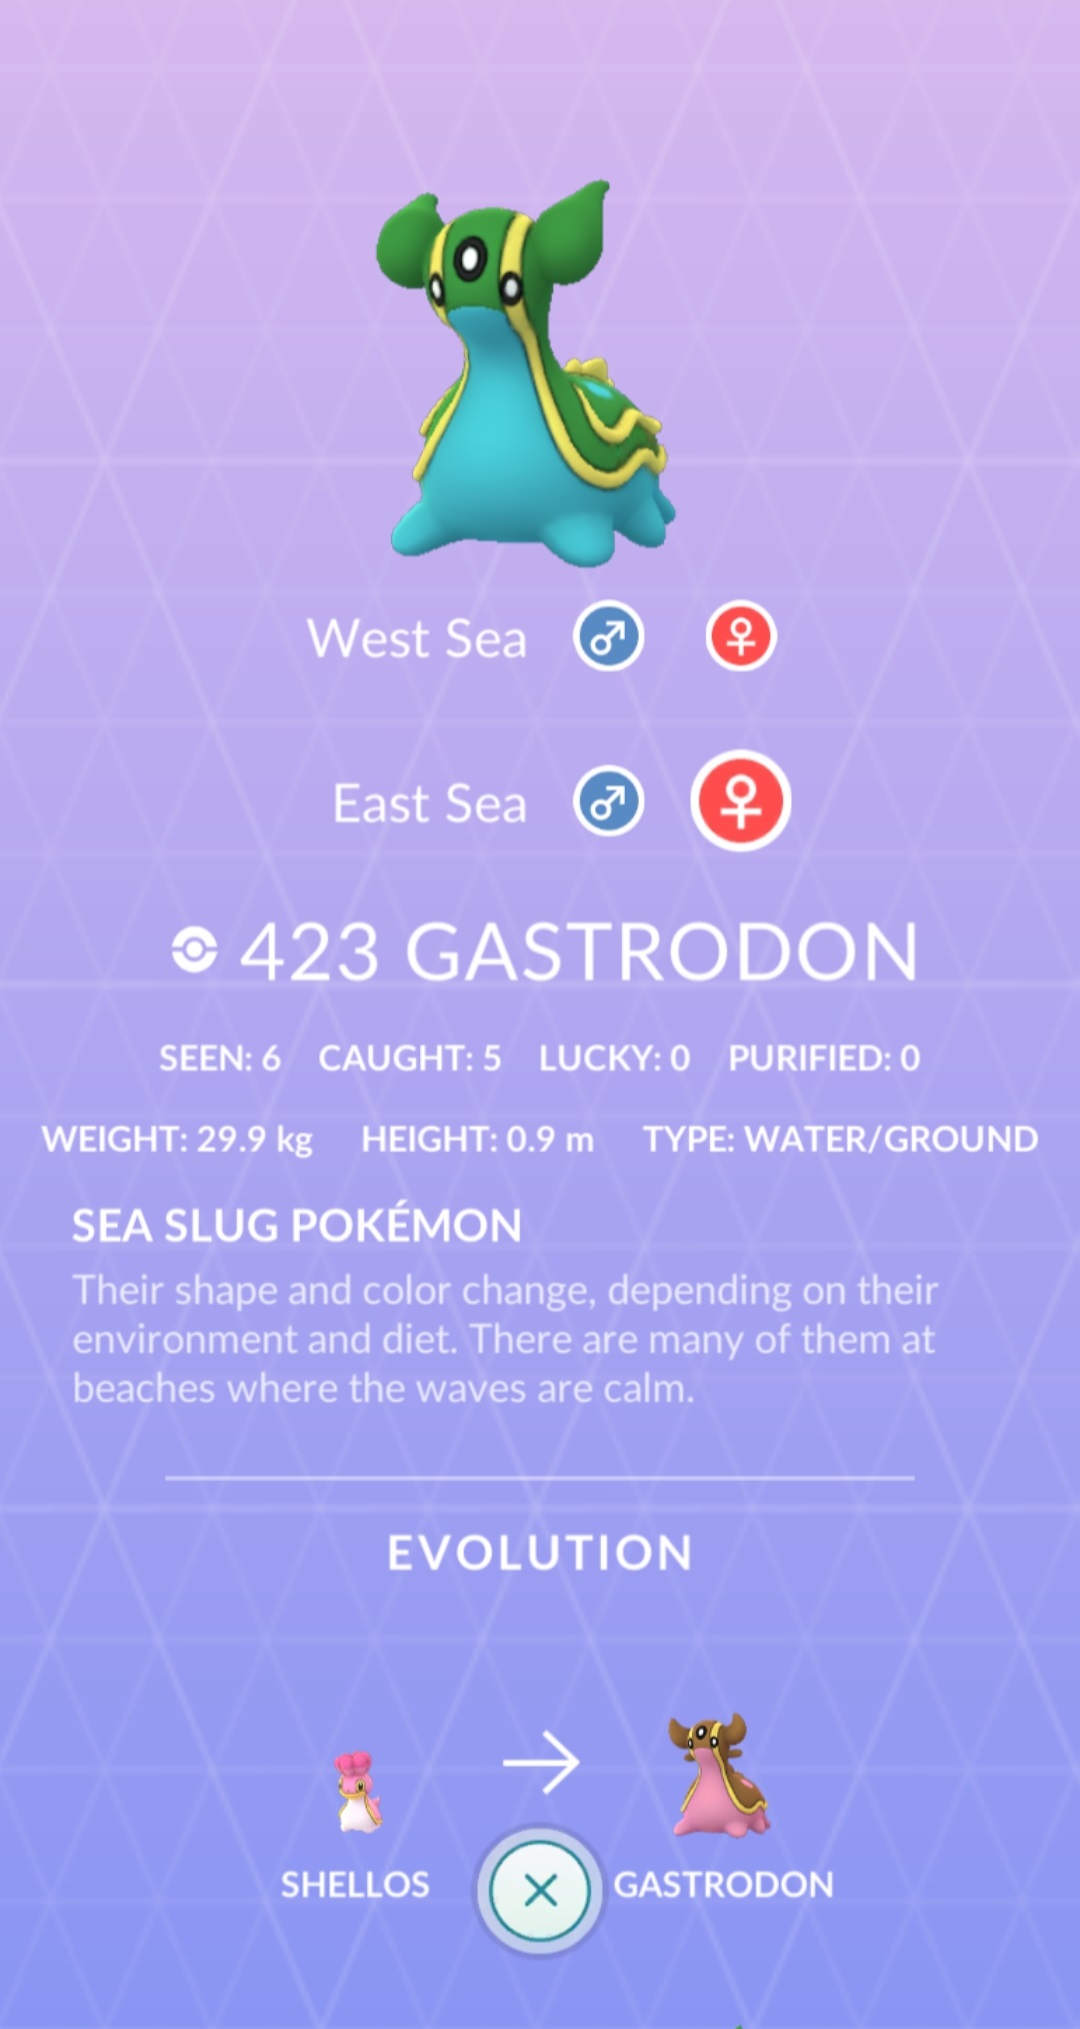 West Sea
East Sea
423 GASTRODON
SEEN: 6 CAUGHT: 5 LUCKY: 0 PURIFIED: 0
WEIGHT: 29.9 kg HEIGHT: 0.9 m TYPE: WATER/GROUND
SEA SLUG POKÉMON
Their shape and color change, depending on their
environment and diet. There are many of them at
beaches where the waves are calm.
EVOLUTION
SHELLOS GASTRODON